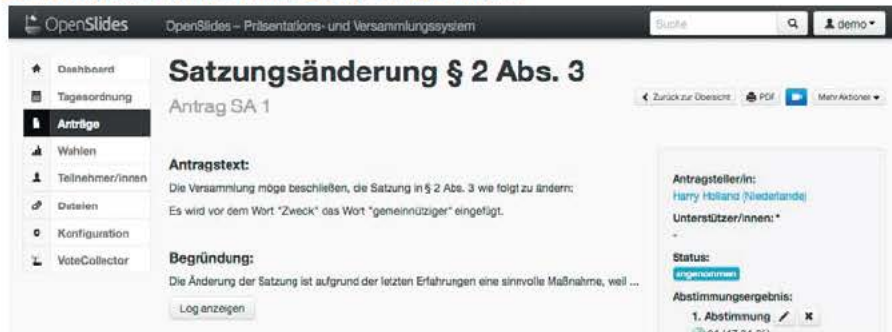 OpenSlides OpenSlides – Präsentations- und Versammlungssystem Suche demo
Dashboard
Tagesordnung
Anträge
Wahlen
Teilnehmer/innen
Dateien
Konfiguration
VoteCollector
Satzungsänderung § 2 Abs. 3
Antrag SA 1
Zurück zur Übersicht PDF Mehr Aktionen
Antragstext:
Die Versammlung möge beschließen, die Satzung in § 2 Abs. 3 we folgt zu ändern:
Es wird vor dem Wort "Zweck" das Wort "gemeinnütziger" eingefügt.
Begründung:
Die Änderung der Satzung ist aufgrund der letzten Erfahrungen eine sinnvolle Maßnahme, weil ...
Log anzeigen
Antragsteller/in:
Harry Holland (Niederlande)
Unterstützer/innen: *
-
Status:
angenommen
Abstimmungsergebnis:
1. Abstimmung